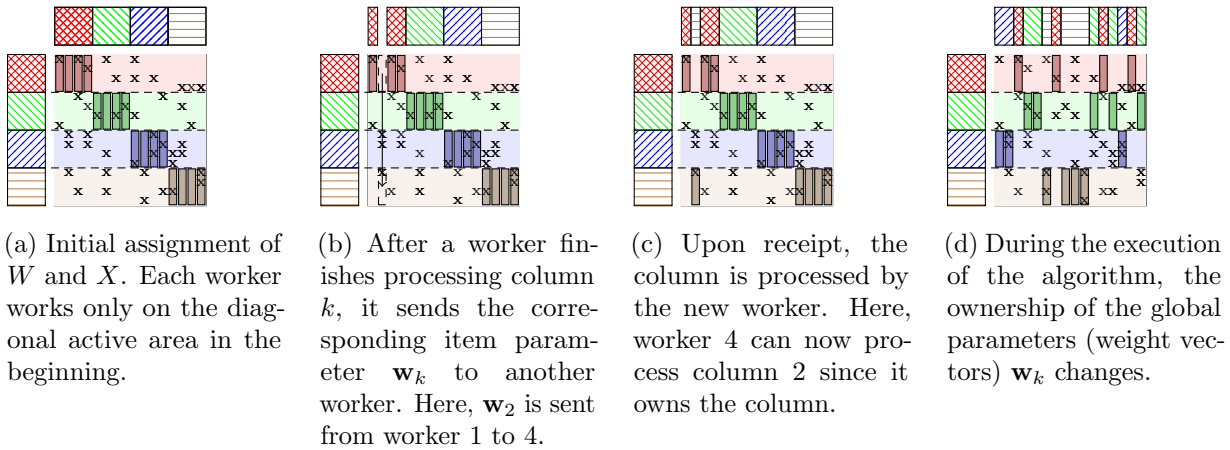 (a) Initial assignment of
W and X. Each worker
works only on the diag-
onal active area in the
beginning.
(b) After a worker fin-
ishes processing column
k, it sends the corre-
sponding item param-
eter w_k to another
worker. Here, w_2 is sent
from worker 1 to 4.
(c) Upon receipt, the
column is processed by
the new worker. Here,
worker 4 can now pro-
cess column 2 since it
owns the column.
(d) During the execution
of the algorithm, the
ownership of the global
parameters (weight vec-
tors) w_k changes.